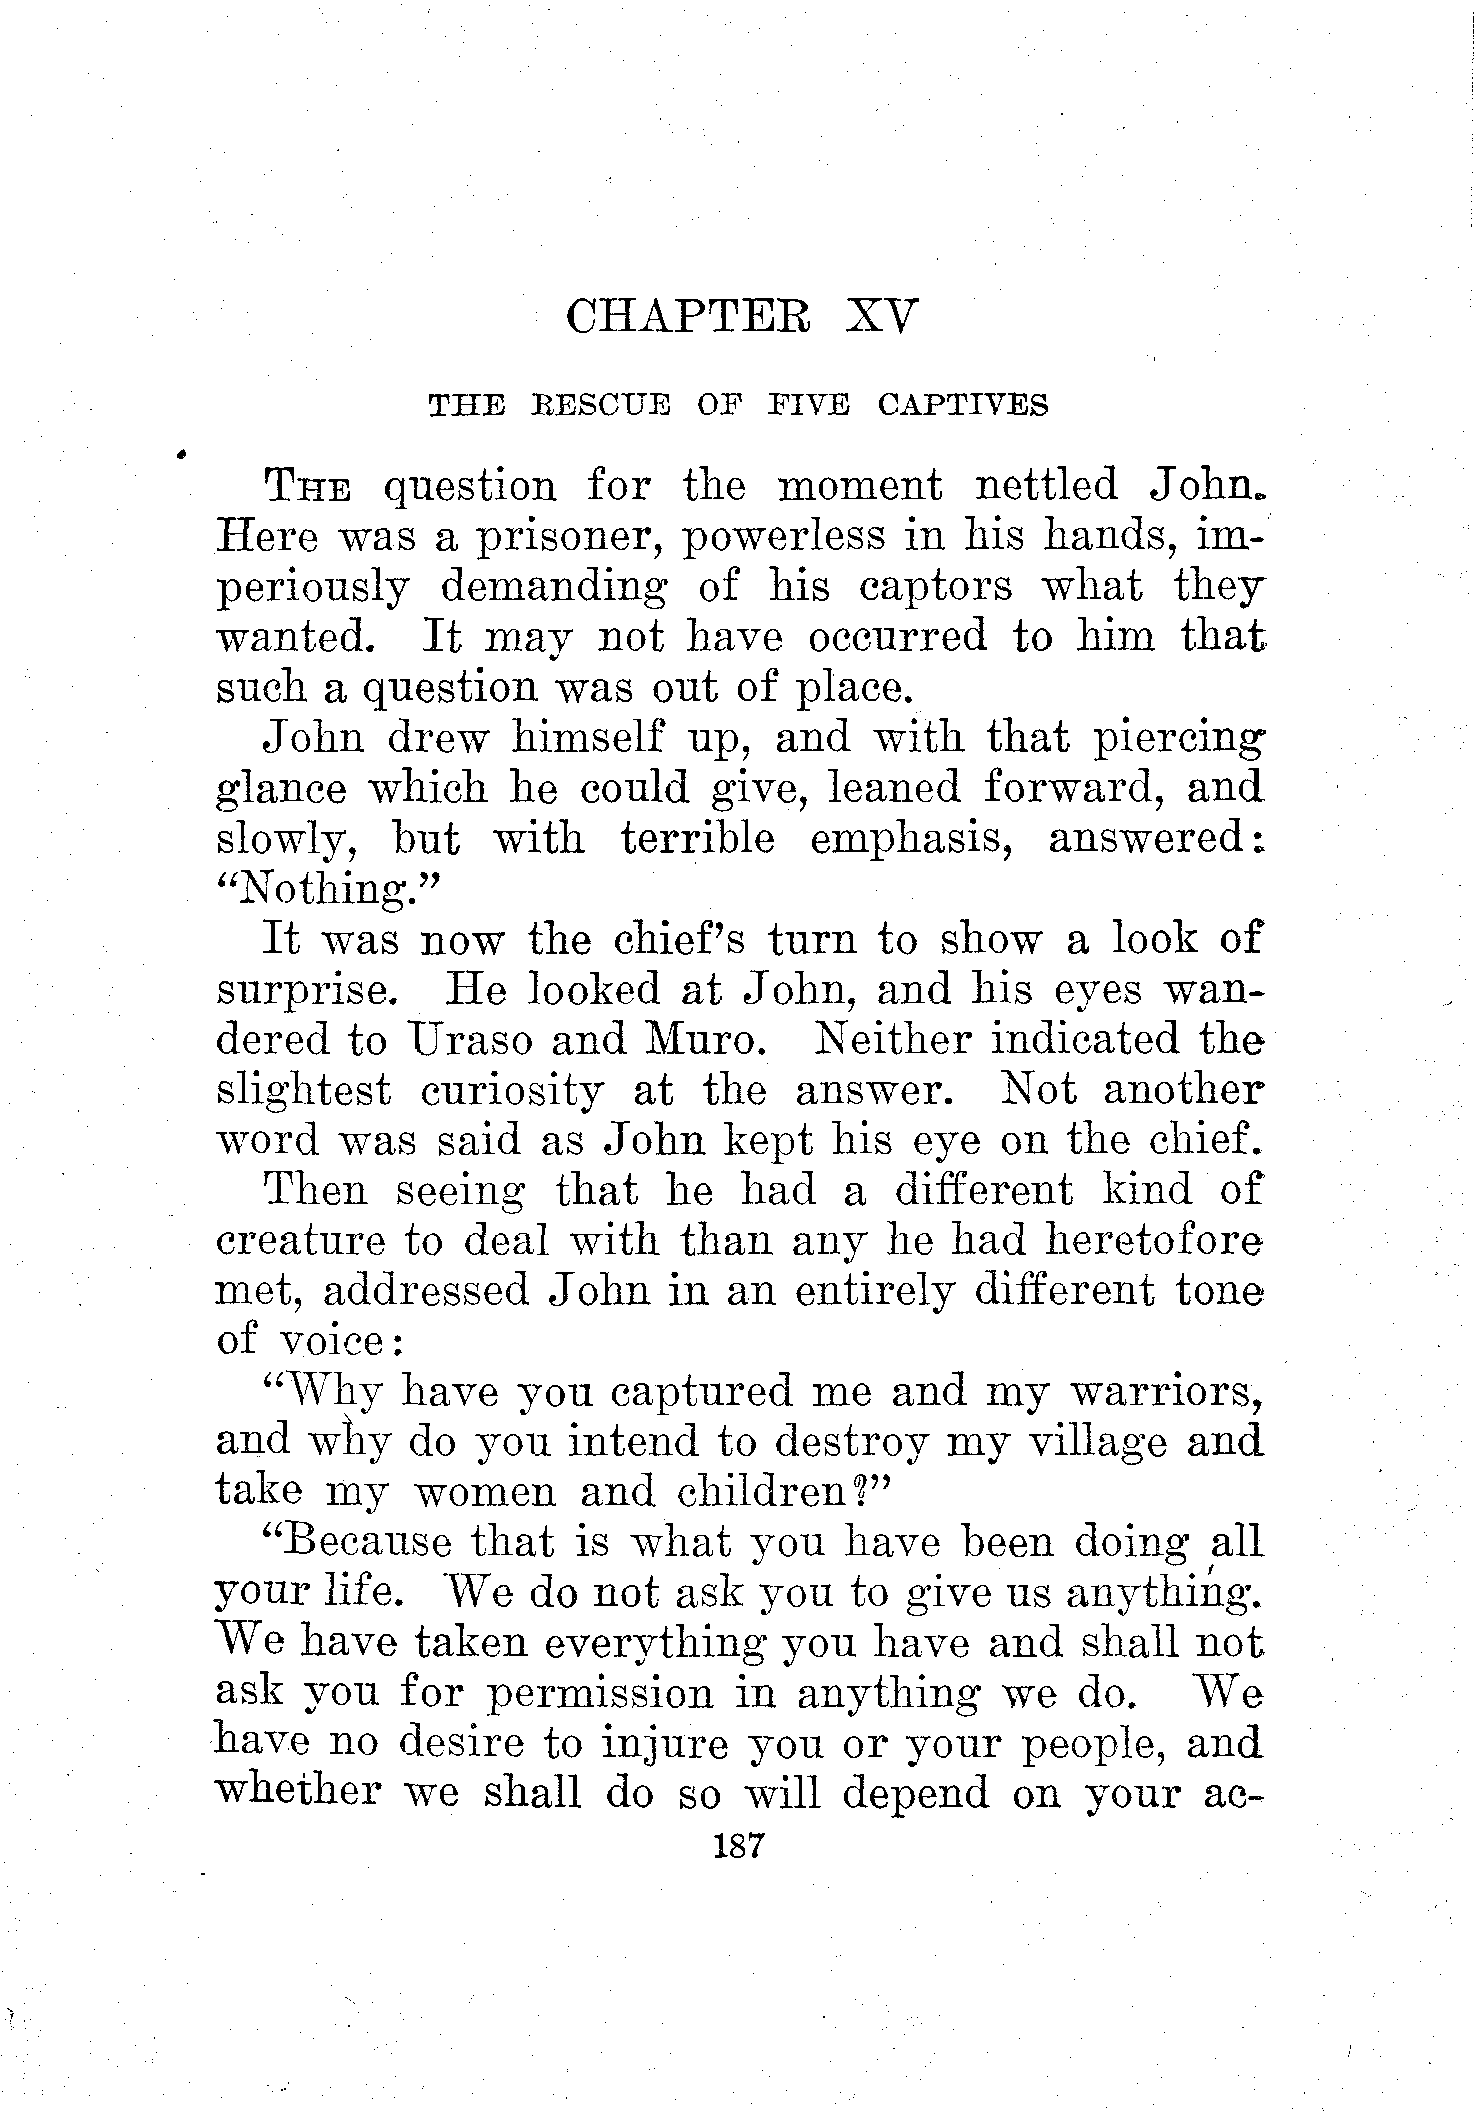 CHAPTER XV
THE RESCUE OF FIVE CAPTIVES
THE question for the moment nettled John.
Here was a prisoner, powerless in his hands, im-
periously demanding of his captors what they
wanted. It may not have occurred to him that
such a question was out of place.
John drew himself up, and with that piercing
glance which he could give, leaned forward, and
slowly, but with terrible emphasis, answered:
“Nothing.”
It was now the chief’s turn to show a look of
surprise. He looked at John, and his eyes wan-
dered to Uraso and Muro. Neither indicated the
slightest curiosity at the answer. Not another
word was said as John kept his eye on the chief.
Then seeing that he had a different kind of
creature to deal with than any he had heretofore
met, addressed John in an entirely different tone
of voice:
“Why have you captured me and my warriors,
and why do you intend to destroy my village and
take my women and children?”
“Because that is what you have been doing all
your life. We do not ask you to give us anything.
We have taken everything you have and shall not
ask you for permission in anything we do. We
have no desire to injure you or your people, and
whether we shall do so will depend on your ac-
187